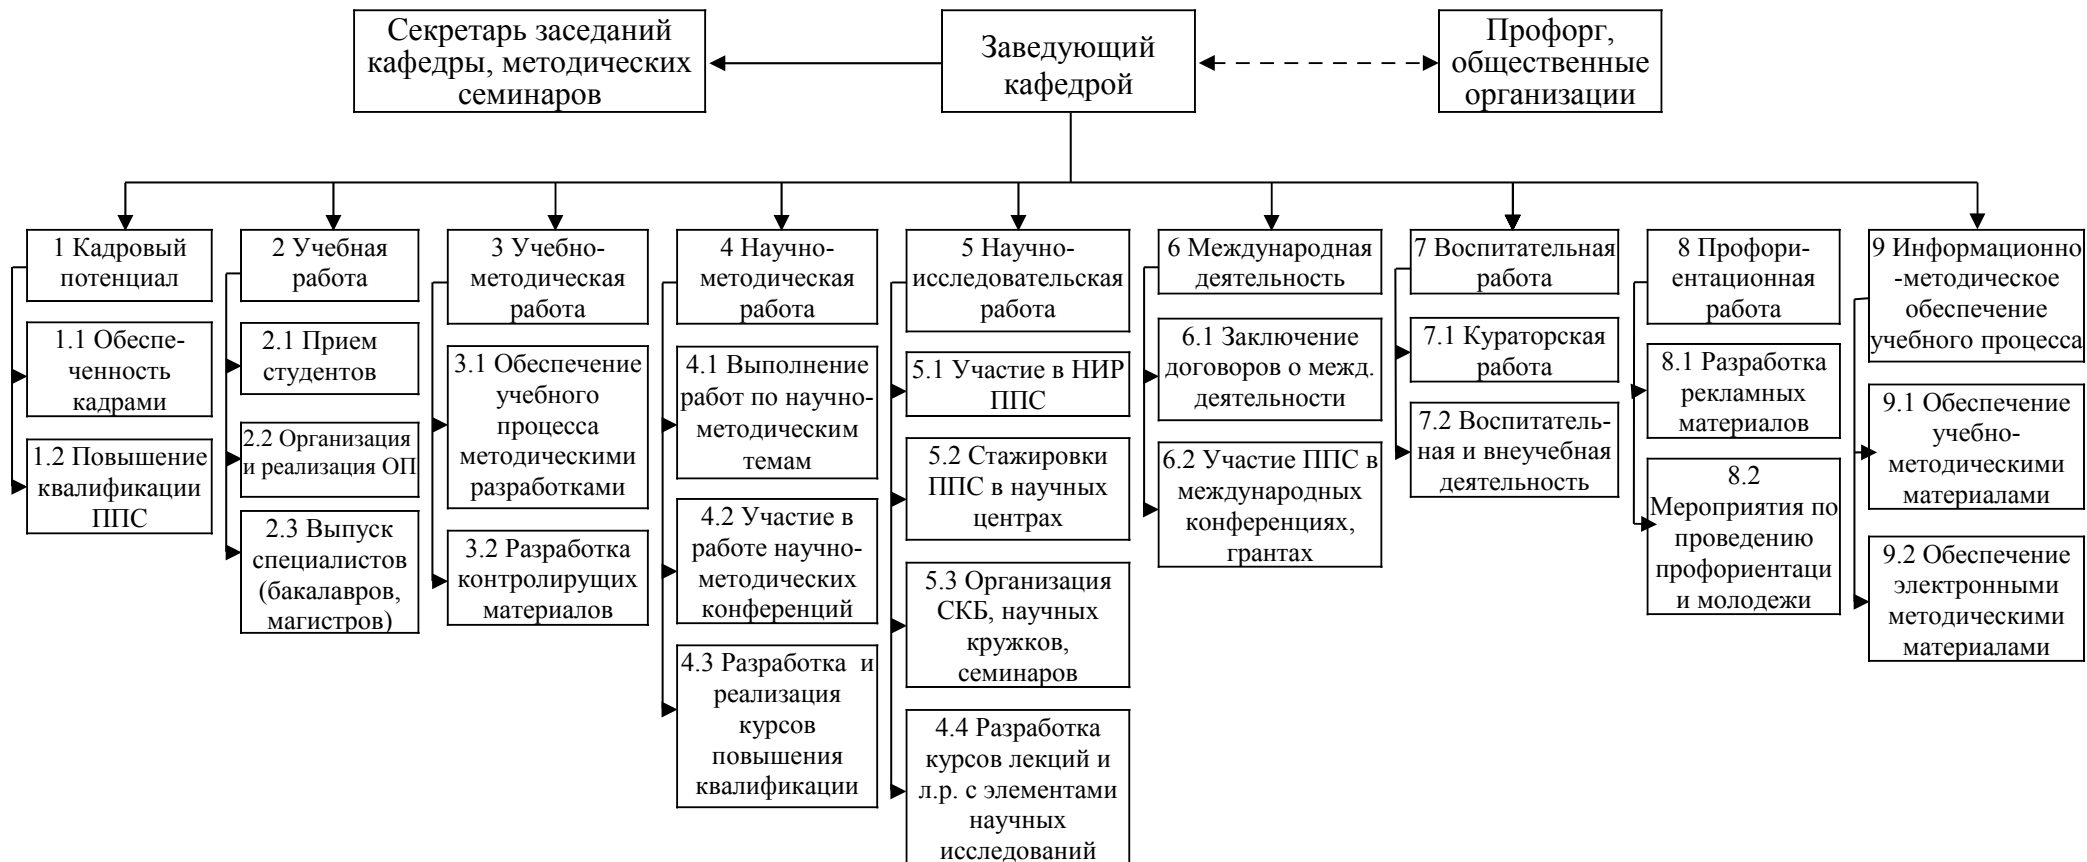 Секретарь заседаний
кафедры, методических
семинаров
Заведующий
кафедрой
Профорг,
общественные
организации
1 Кадровый
потенциал
1.1 Обеспе-
ченность
кадрами
1.2 Повышение
квалификации
ППС
2 Учебная
работа
2.1 Прием
студентов
2.2 Организация
и реализация ОП
2.3 Выпуск
специалистов
(бакалавров,
магистров)
3 Учебно-
методическая
работа
3.1 Обеспечение
учебного
процесса
методическими
разработками
3.2 Разработка
контролирущих
материалов
4 Научно-
методическая
работа
4.1 Выполнение
работ по научно-
методическим
темам
4.2 Участие в
работе научно-
методических
конференций
4.3 Разработка и
реализация
курсов
повышения
квалификации
5 Научно-
исследовательская
работа
5.1 Участие в НИР
ППС
5.2 Стажировки
ППС в научных
центрах
5.3 Организация
СКБ, научных
кружков,
семинаров
4.4 Разработка
курсов лекций и
л.р. с элементами
научных
исследований
6 Международная
деятельность
6.1 Заключение
договоров о меж.
деятельности
6.2 Участие ППС в
международных
конференциях,
грантах
7 Воспитательная
работа
7.1 Кураторская
работа
7.2 Воспитатель-
ная и внеучебная
деятельность
8 Профори-
ентационная
работа
8.1 Разработка
рекламных
материалов
8.2
Мероприятия по
проведению
профориентаци
и молодежи
9 Информационно
-методическое
обеспечение
учебного процесса
9.1 Обеспечение
учебно-
методическими
материалами
9.2 Обеспечение
электронными
методическими
материалами